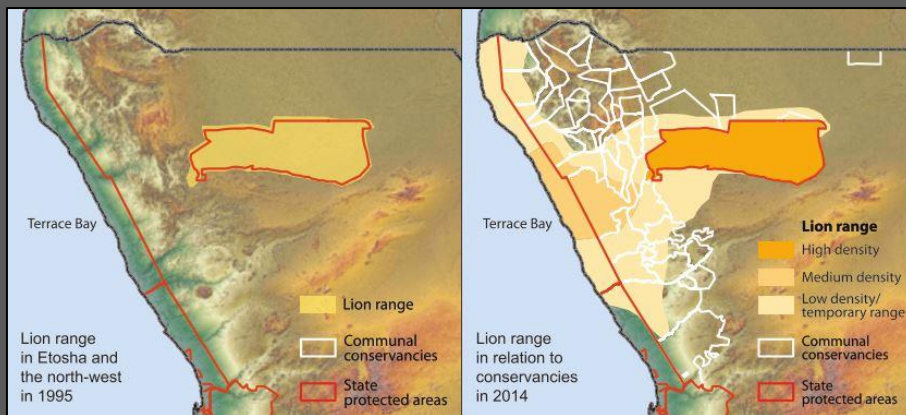 Terrace Bay
Lion range
in Etosha and
the north-west
in 1995
Lion range
Communal
conservancies
State
protected areas
Terrace Bay
Lion range
in relation to
conservancies
in 2014
Lion range
High density
Medium density
Low density/
temporary range
Communal
conservancies
State
protected areas